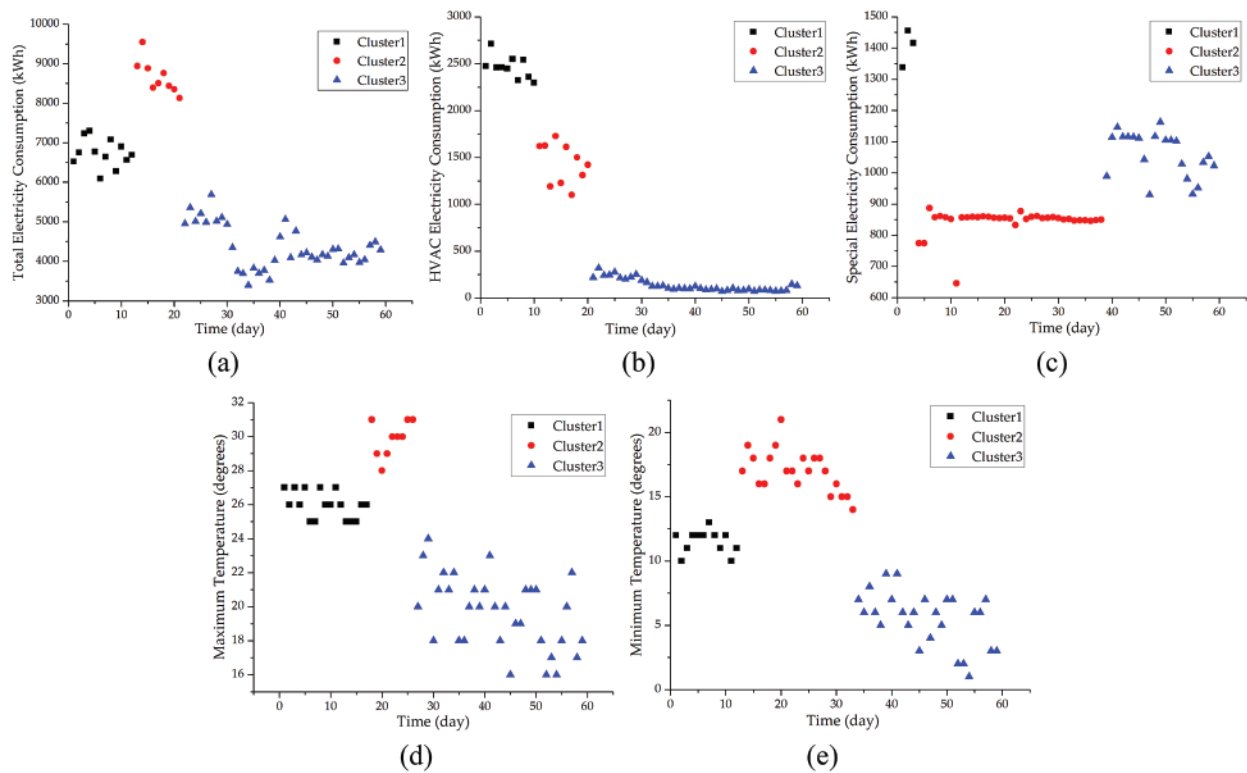 Total Electricity Consumption (kWh)
10000
9000
8000
7000
6000
5000
4000
3000
0
10
20
30
40
50
60
Time (day)
Cluster1
Cluster2
Cluster3
(a)
HVAC Electricity Consumption (kWh)
3000
2500
2000
1500
1000
500
250
0
0
10
20
30
40
50
60
Time (day)
Cluster1
Cluster2
Cluster3
(b)
Special Electricity Consumption (kWh)
1500
1400
1300
1200
1100
1000
900
800
700
600
0
10
20
30
40
50
60
Time (day)
Cluster1
Cluster2
Cluster3
(c)
Maximum Temperature (degrees)
32
30
28
26
24
22
20
18
16
0
10
20
30
40
50
60
Time (day)
Cluster1
Cluster2
Cluster3
(d)
Minimum Temperature (degrees)
20
15
10
5
0
0
10
20
30
40
50
60
Time (day)
Cluster1
Cluster2
Cluster3
(e)